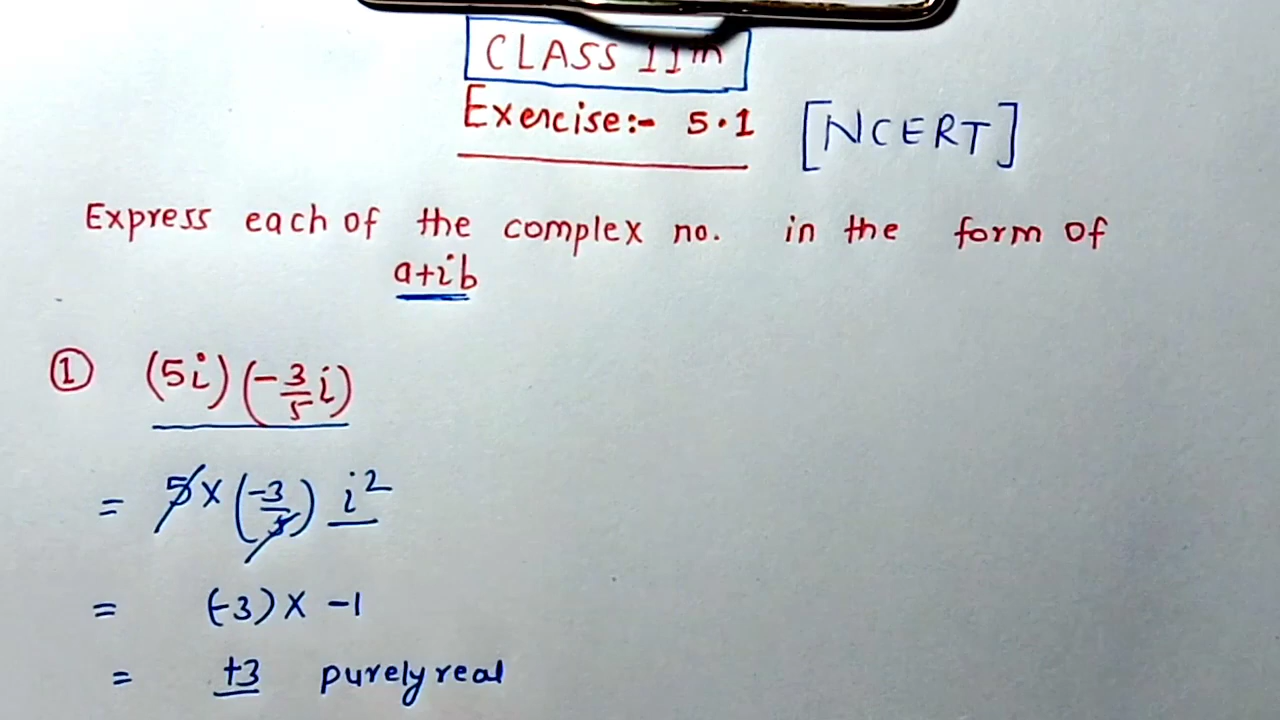 CLASS 11th
Exercise:- 5.1 [NCERT]
Express each of the complex no. in the form of
a+ib
① (5i)(-3/5 i)
= 5×(-3/5) i²
= (-3)× -1
= +3 purely real